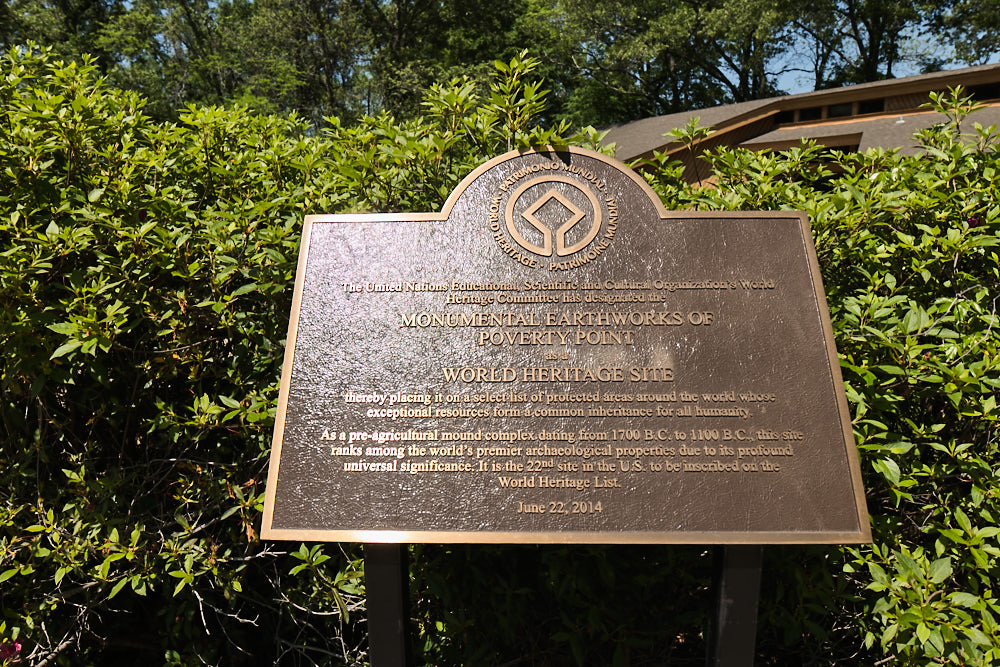 WORLD HERITAGE · PATRIMOINE MONDIAL · PATRIMONIO MUNDIAL
The United Nations Educational, Scientific and Cultural Organization's World
Heritage Committee has designated the
MONUMENTAL EARTHWORKS OF
POVERTY POINT
as a
WORLD HERITAGE SITE
thereby placing it on a select list of protected areas around the world whose
exceptional resources form a common inheritance for all humanity.
As a pre-agricultural mound complex dating from 1700 B.C. to 1100 B.C., this site
ranks among the world's premier archaeological properties due to its profound
universal significance. It is the 22nd site in the U.S. to be inscribed on the
World Heritage List.
June 22, 2014